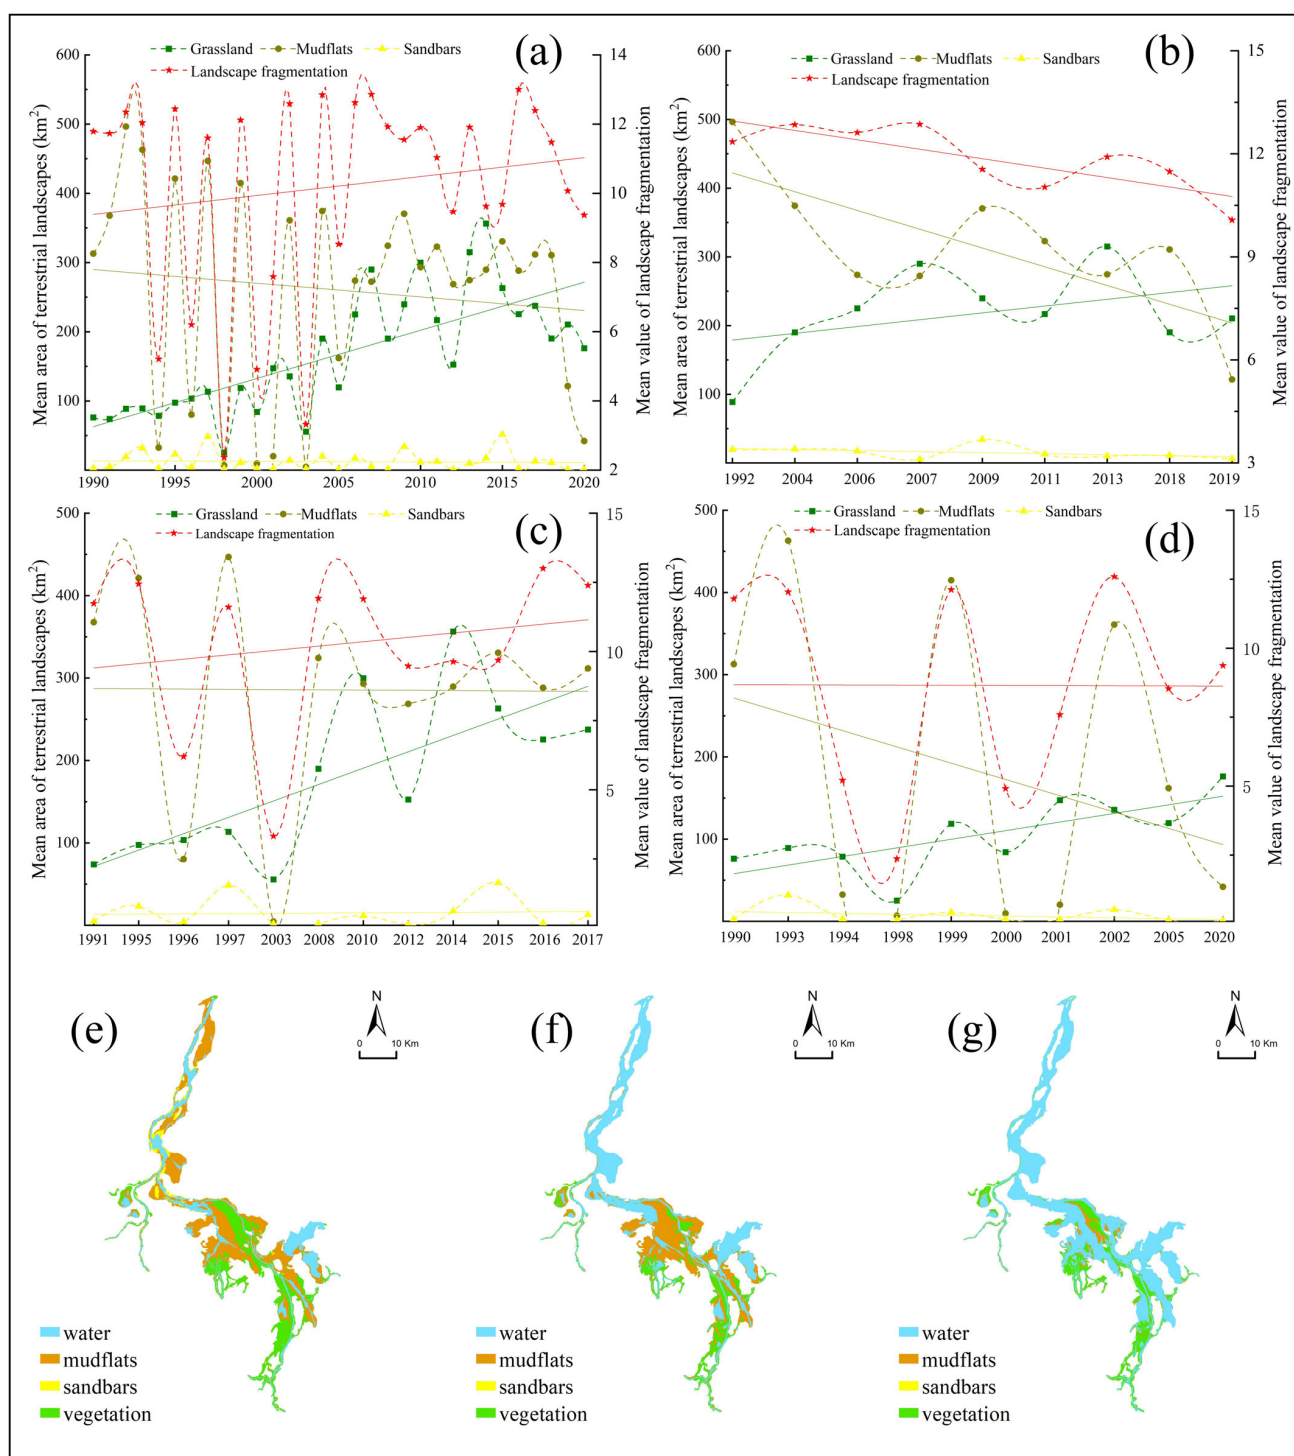 Grassland Mudflats Sandbars
Landscape fragmentation
(a)
Mean area of terrestrial landscapes (km²)
600
500
400
300
200
100
14
12
10
8
6
4
2
Mean value of landscape fragmentation
1990 1995 2000 2005 2010 2015 2020
Grassland Mudflats Sandbars
Landscape fragmentation
(b)
Mean area of terrestrial landscapes (km²)
600
500
400
300
200
100
15
12
9
6
3
Mean value of landscape fragmentation
1992 2004 2006 2007 2009 2011 2013 2018 2019
Grassland Mudflats Sandbars
Landscape fragmentation
(c)
Mean area of terrestrial landscapes (km²)
500
400
300
200
100
15
10
5
Mean value of landscape fragmentation
1991 1995 1996 1997 2003 2008 2010 2012 2014 2015 2016 2017
Grassland Mudflats Sandbars
Landscape fragmentation
(d)
Mean area of terrestrial landscapes (km²)
500
400
300
200
100
15
10
5
Mean value of landscape fragmentation
1990 1993 1994 1998 1999 2000 2001 2002 2005 2020
(e)
N
0 10 Km
water
mudflats
sandbars
vegetation
(f)
N
0 10 Km
water
mudflats
sandbars
vegetation
(g)
N
0 10 Km
water
mudflats
sandbars
vegetation